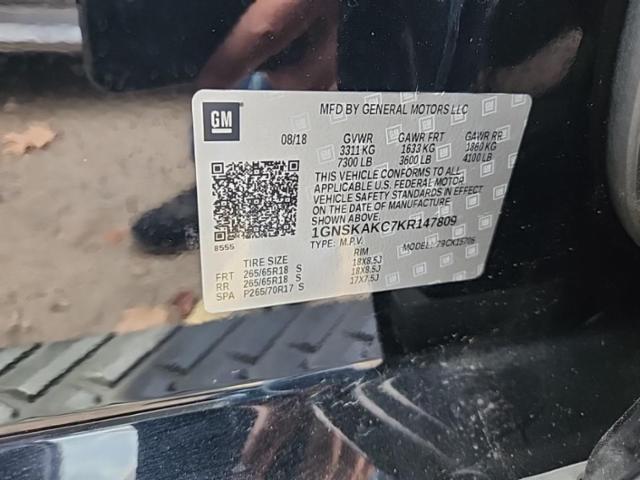 GM
MFD BY GENERAL MOTORS LLC
08/18 GVWR GAWR FRT GAWR RR
3311 KG 1633 KG 1860 KG
7300 LB 3600 LB 4100 LB
THIS VEHICLE CONFORMS TO ALL
APPLICABLE U.S. FEDERAL MOTOR
VEHICLE SAFETY STANDARDS IN EFFECT
ON THE DATE OF MANUFACTURE
SHOWN ABOVE.
1GNSKAKC7KR147809
8555 TYPE: M.P.V. MODEL:
TIRE SIZE RIM
FRT 265/65R18 S 18X8.5J
RR 265/65R18 S 18X8.5J
SPA P265/70R17 S 17X7.5J